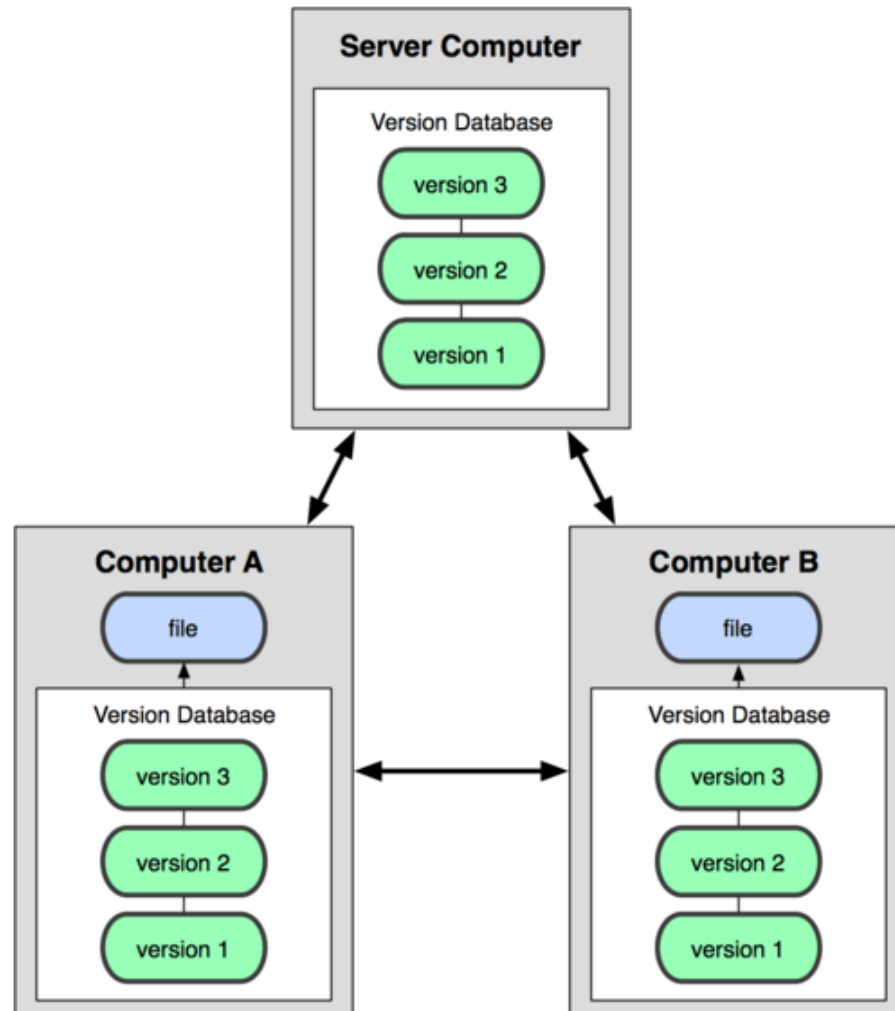 Server Computer
Version Database
version 3
version 2
version 1
Computer A
file
Version Database
version 3
version 2
version 1
Computer B
file
Version Database
version 3
version 2
version 1